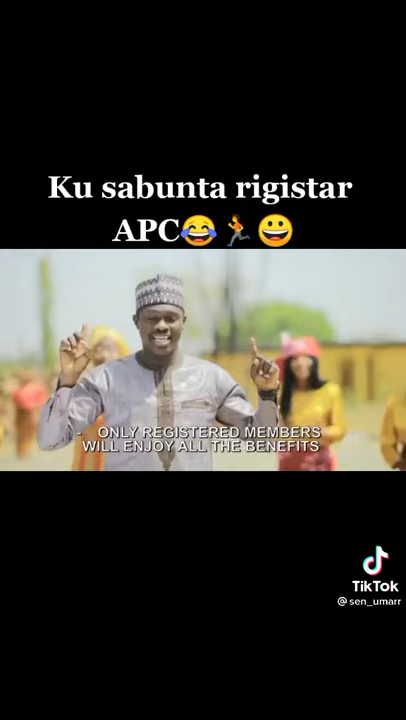 Ku sabunta rigistar
APC😂🏃😀
- ONLY REGISTERED MEMBERS
WILL ENJOY ALL THE BENEFITS
TikTok
@sen_umarr